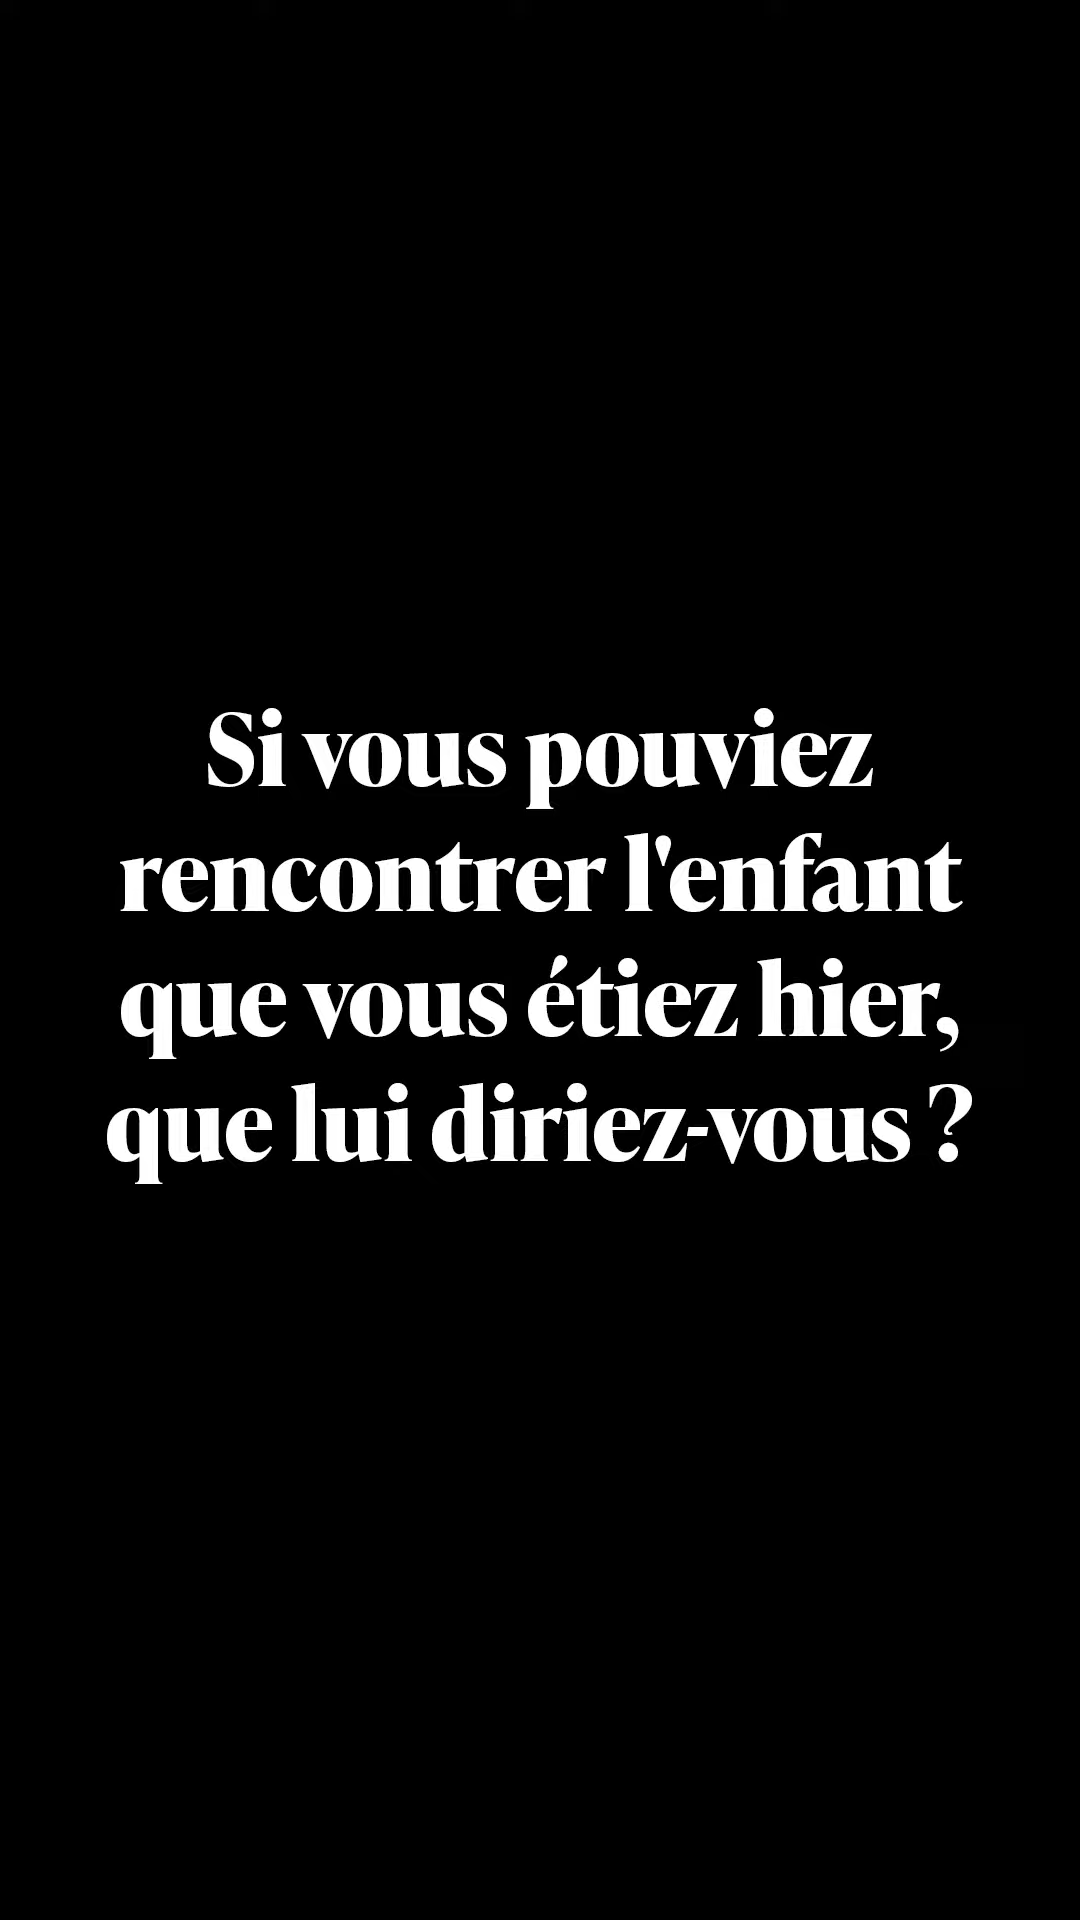 Si vous pouviez
rencontrer l'enfant
que vous étiez hier,
que lui diriez-vous ?